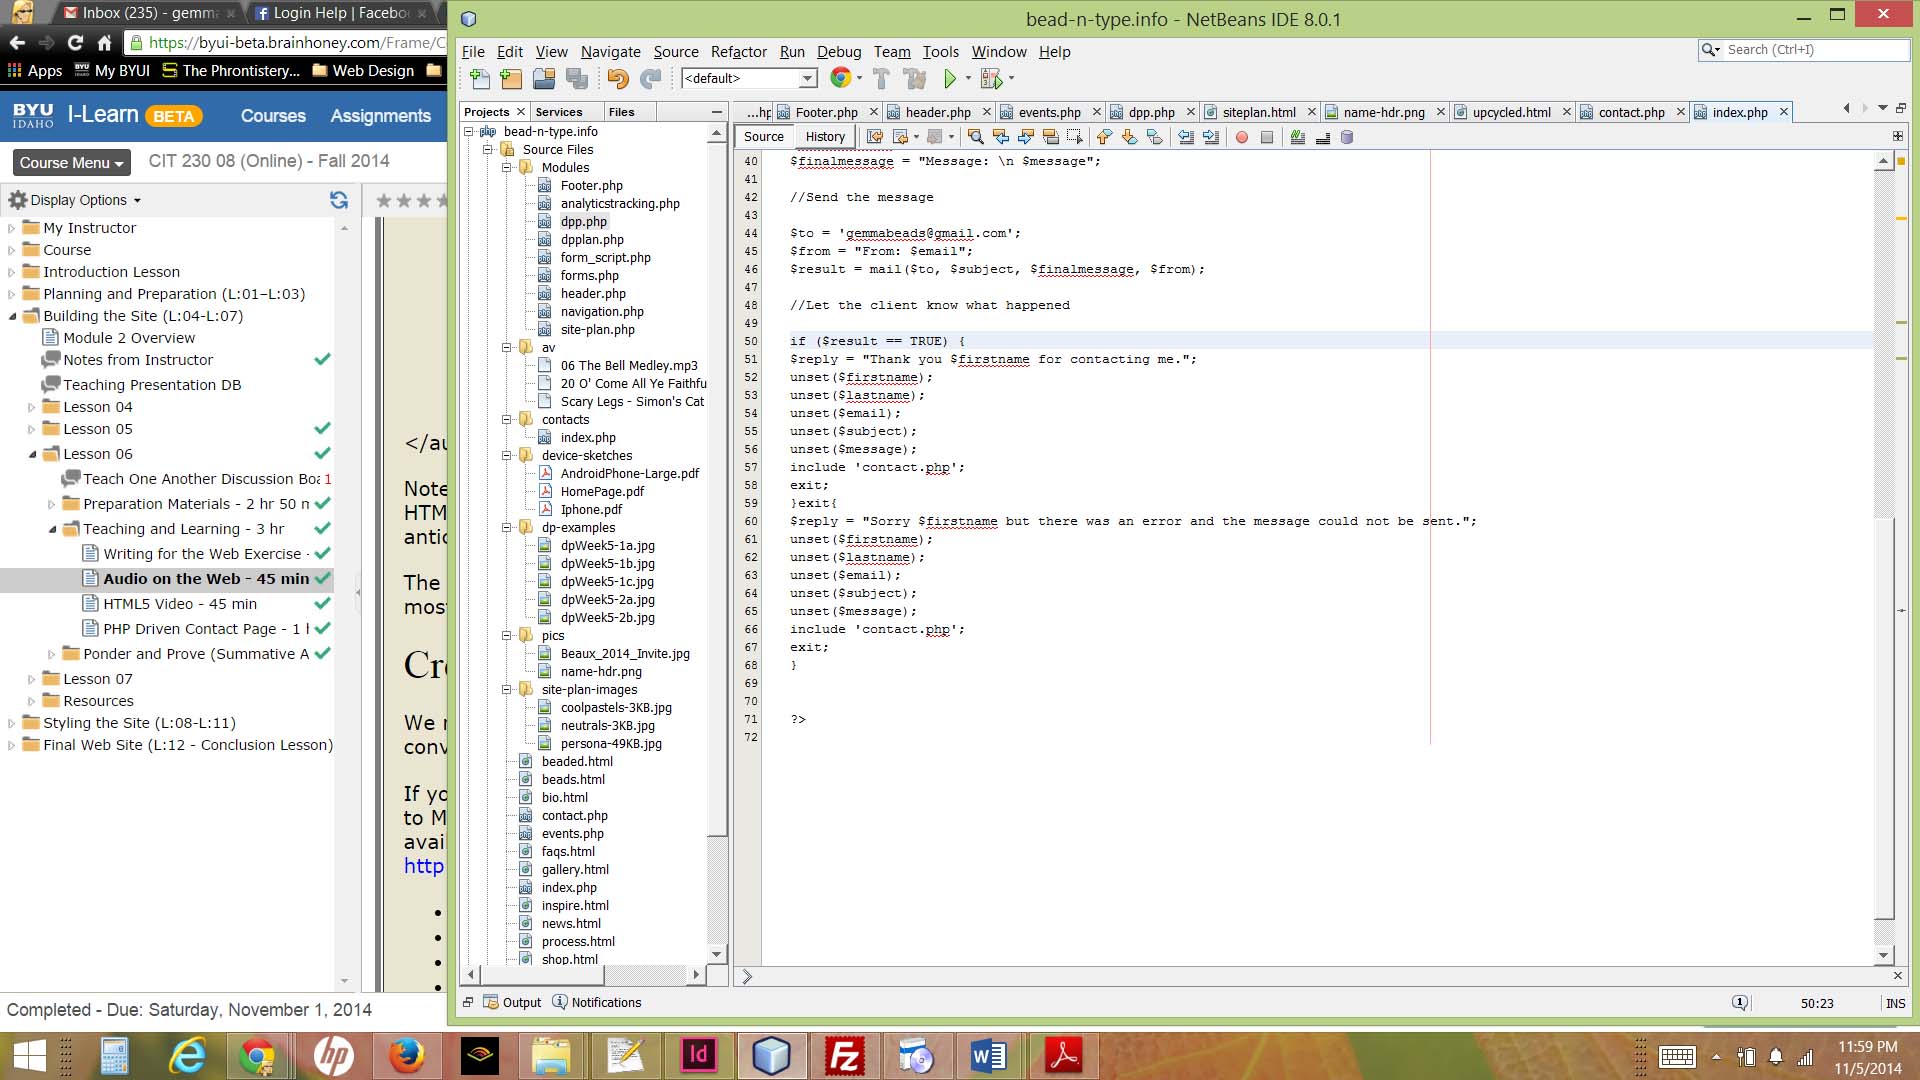 Inbox (235) - gemma
Login Help | Facebo
https://byui-beta.brainhoney.com/Frame/C
Apps
My BYUI
The Phrontistery...
Web Design
BYU IDAHO
I-Learn BETA
Courses
Assignments
Course Menu
CIT 230 08 (Online) - Fall 2014
Display Options
My Instructor
Course
Introduction Lesson
Planning and Preparation (L:01–L:03)
Building the Site (L:04-L:07)
Module 2 Overview
Notes from Instructor
Teaching Presentation DB
Lesson 04
Lesson 05
Lesson 06
Teach One Another Discussion Boa 1
Preparation Materials - 2 hr 50 m
Teaching and Learning - 3 hr
Writing for the Web Exercise -
Audio on the Web - 45 min
HTML5 Video - 45 min
PHP Driven Contact Page - 1 h
Ponder and Prove (Summative A
Lesson 07
Resources
Styling the Site (L:08-L:11)
Final Web Site (L:12 - Conclusion Lesson)
Completed - Due: Saturday, November 1, 2014
</au
Note
HTM
antic
The
most
Cre
We r
conv
If yo
to M
avai
http
bead-n-type.info - NetBeans IDE 8.0.1
File Edit View Navigate Source Refactor Run Debug Team Tools Window Help
Search (Ctrl+I)
<default>
Projects
Services
Files
bead-n-type.info
Source Files
Modules
Footer.php
analyticstracking.php
dpp.php
dpplan.php
form_script.php
forms.php
header.php
navigation.php
site-plan.php
av
06 The Bell Medley.mp3
20 O' Come All Ye Faithfu
Scary Legs - Simon's Cat
contacts
index.php
device-sketches
AndroidPhone-Large.pdf
HomePage.pdf
Iphone.pdf
dp-examples
dpWeek5-1a.jpg
dpWeek5-1b.jpg
dpWeek5-1c.jpg
dpWeek5-2a.jpg
dpWeek5-2b.jpg
pics
Beaux_2014_Invite.jpg
name-hdr.png
site-plan-images
coolpastels-3KB.jpg
neutrals-3KB.jpg
persona-49KB.jpg
beaded.html
beads.html
bio.html
contact.php
events.php
faqs.html
gallery.html
index.php
inspire.html
news.html
process.html
shop.html
...hp Footer.php header.php events.php dpp.php siteplan.html name-hdr.png upcycled.html contact.php index.php
Source History
40 $finalmessage = "Message: \n $message";
41
42 //Send the message
43
44 $to = 'gemmabeads@gmail.com';
45 $from = "From: $email";
46 $result = mail($to, $subject, $finalmessage, $from);
47
48 //Let the client know what happened
49
50 if ($result == TRUE) {
51 $reply = "Thank you $firstname for contacting me.";
52 unset($firstname);
53 unset($lastname);
54 unset($email);
55 unset($subject);
56 unset($message);
57 include 'contact.php';
58 exit;
59 }exit{
60 $reply = "Sorry $firstname but there was an error and the message could not be sent.";
61 unset($firstname);
62 unset($lastname);
63 unset($email);
64 unset($subject);
65 unset($message);
66 include 'contact.php';
67 exit;
68 }
69
70
71 ?>
72
Output
Notifications
50:23
INS
hp
Id
Fz
11:59 PM
11/5/2014